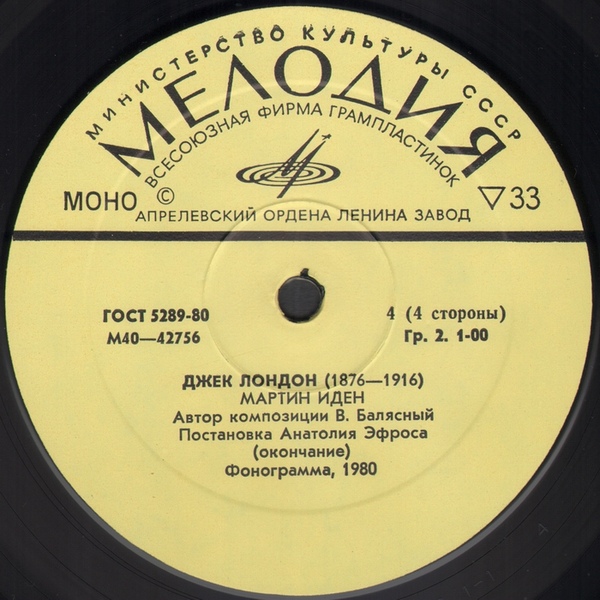 МИНИСТЕРСТВО КУЛЬТУРЫ СССР
МЕЛОДИЯ
ВСЕСОЮЗНАЯ ФИРМА ГРАМПЛАСТИНОК
МОНО © ▽33
АПРЕЛЕВСКИЙ ОРДЕНА ЛЕНИНА ЗАВОД
ГОСТ 5289-80 4 (4 стороны)
М40—42756 Гр. 2. 1-00
ДЖЕК ЛОНДОН (1876—1916)
МАРТИН ИДЕН
Автор композиции В. Балясный
Постановка Анатолия Эфроса
(окончание)
Фонограмма, 1980